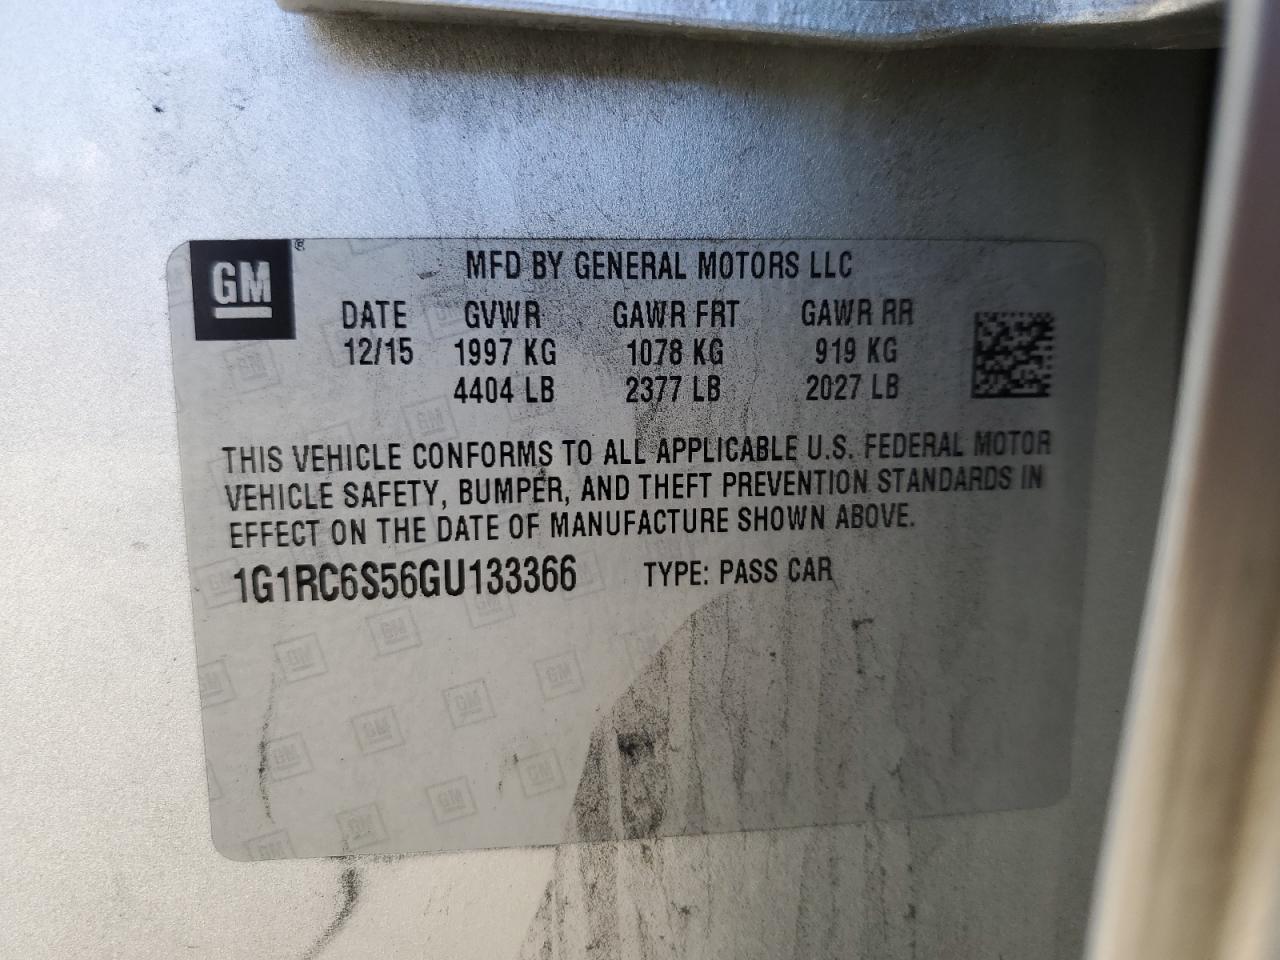 GM ®
MFD BY GENERAL MOTORS LLC
DATE GVWR GAWR FRT GAWR RR
12/15 1997 KG 1078 KG 919 KG
4404 LB 2377 LB 2027 LB
THIS VEHICLE CONFORMS TO ALL APPLICABLE U.S. FEDERAL MOTOR
VEHICLE SAFETY, BUMPER, AND THEFT PREVENTION STANDARDS IN
EFFECT ON THE DATE OF MANUFACTURE SHOWN ABOVE.
1G1RC6S56GU133366 TYPE: PASS CAR